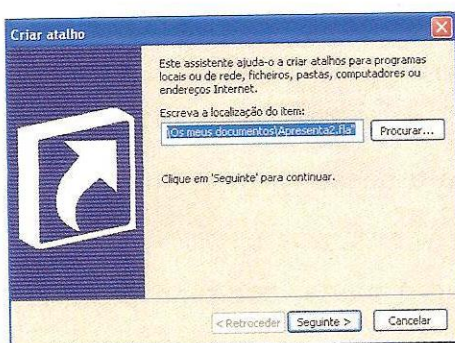 Criar atalho
Este assistente ajuda-o a criar atalhos para programas
locais ou de rede, ficheiros, pastas, computadores ou
endereços Internet.
Escreva a localização do item:
\Os meus documentos\Apresenta2.fla"
Procurar...
Clique em 'Seguinte' para continuar.
< Retroceder
Seguinte >
Cancelar